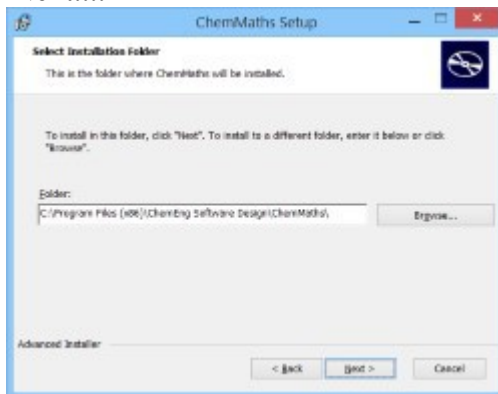 ChemMaths Setup
Select Installation Folder
This is the folder where ChemMaths will be installed.
To install in this folder, click "Next". To install to a different folder, enter it below or click
"Browse".
Folder:
C:\Program Files (x86)\ChemEng Software Design\ChemMaths\
Browse...
Advanced Installer
< Back
Next >
Cancel